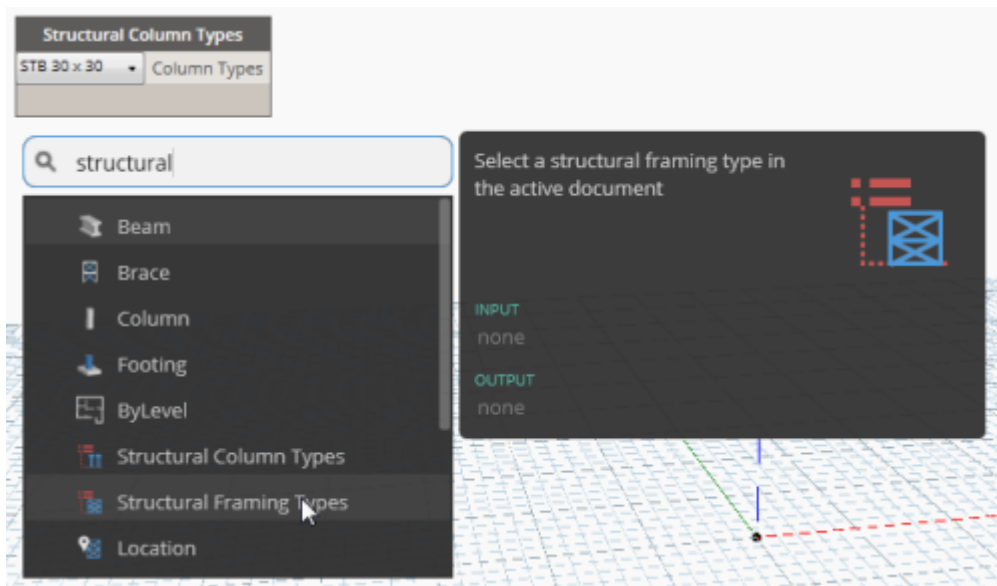 Structural Column Types
STB 30 x 30 Column Types
structural
Beam
Brace
Column
Footing
ByLevel
Structural Column Types
Structural Framing Types
Location
Select a structural framing type in
the active document
INPUT
none
OUTPUT
none